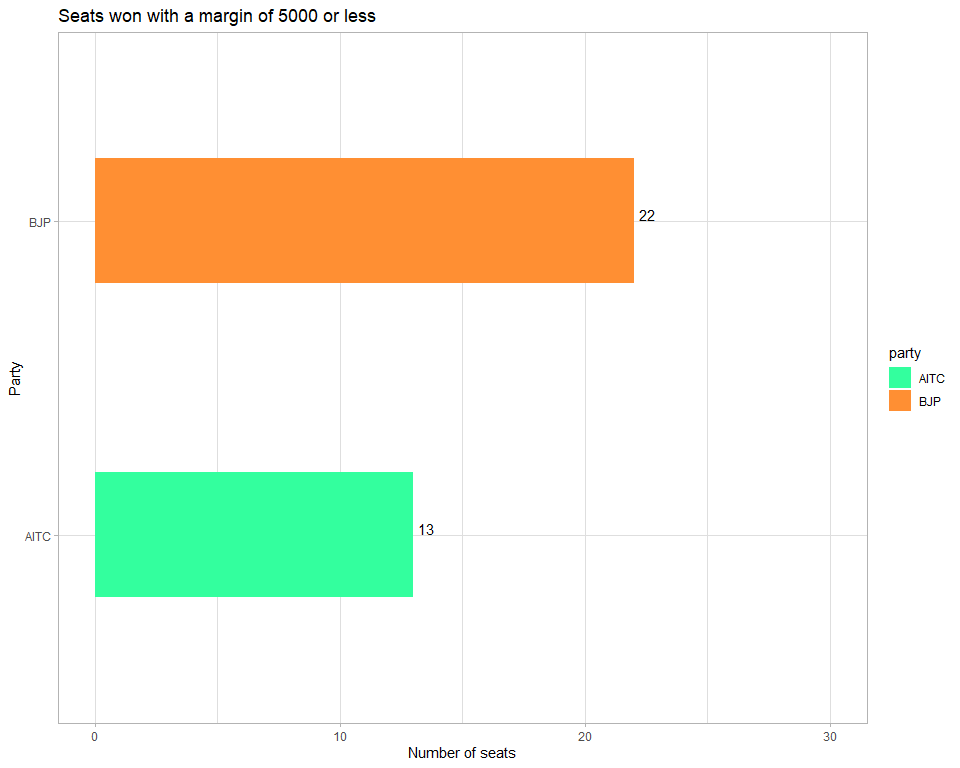 Seats won with a margin of 5000 or less
BJP
22
Party
AITC
13
0
10
20
30
Number of seats
party
AITC
BJP